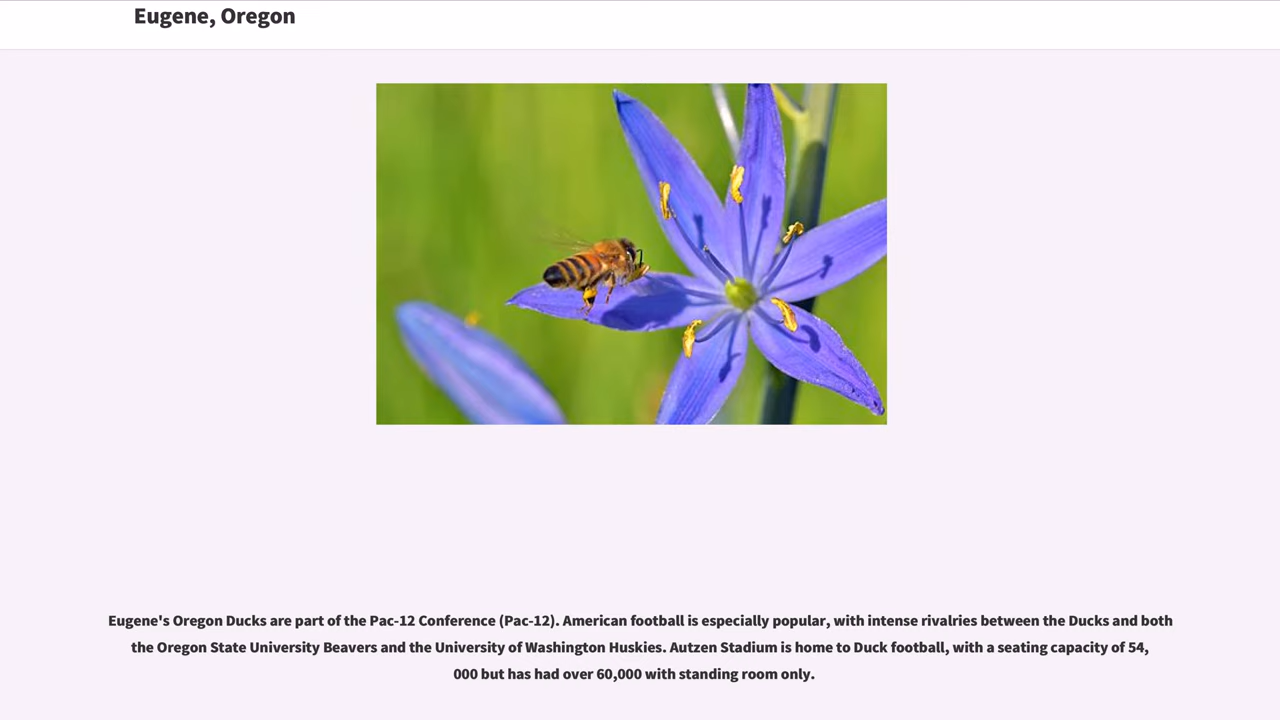 Eugene, Oregon
Eugene's Oregon Ducks are part of the Pac-12 Conference (Pac-12). American football is especially popular, with intense rivalries between the Ducks and both
the Oregon State University Beavers and the University of Washington Huskies. Autzen Stadium is home to Duck football, with a seating capacity of 54,
000 but has had over 60,000 with standing room only.